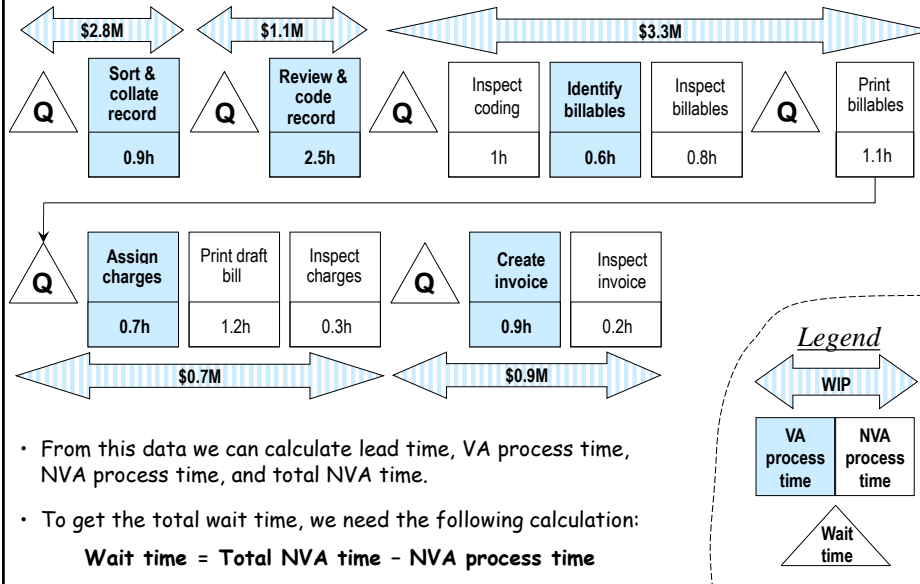 $2.8M
$1.1M
$3.3M
Q
Sort &
collate
record
0.9h
Q
Review &
code
record
2.5h
Q
Inspect
coding
1h
Identify
billables
0.6h
Inspect
billables
0.8h
Q
Print
billables
1.1h
Q
Assign
charges
0.7h
Print draft
bill
1.2h
Inspect
charges
0.3h
Q
Create
invoice
0.9h
Inspect
invoice
0.2h
$0.7M
$0.9M
• From this data we can calculate lead time, VA process time,
NVA process time, and total NVA time.
• To get the total wait time, we need the following calculation:
Wait time = Total NVA time – NVA process time
Legend
WIP
VA
process
time
NVA
process
time
Wait
time